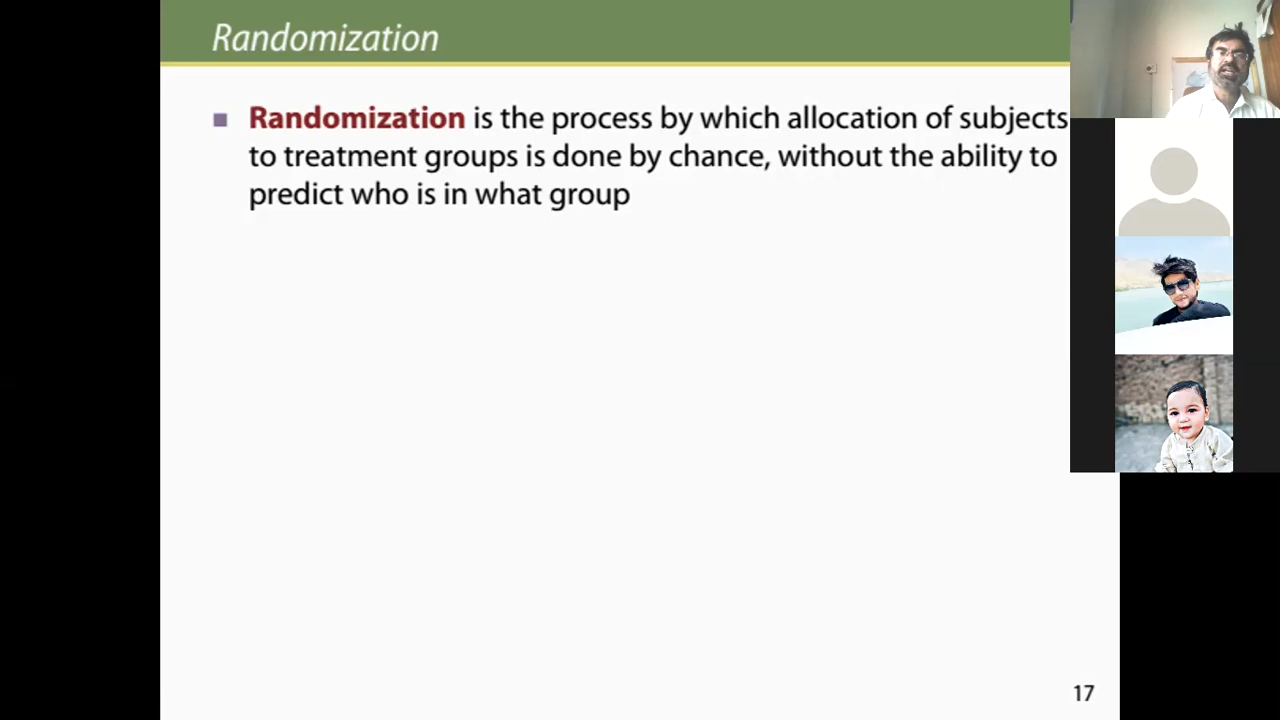 Randomization
Randomization is the process by which allocation of subjects
to treatment groups is done by chance, without the ability to
predict who is in what group
17